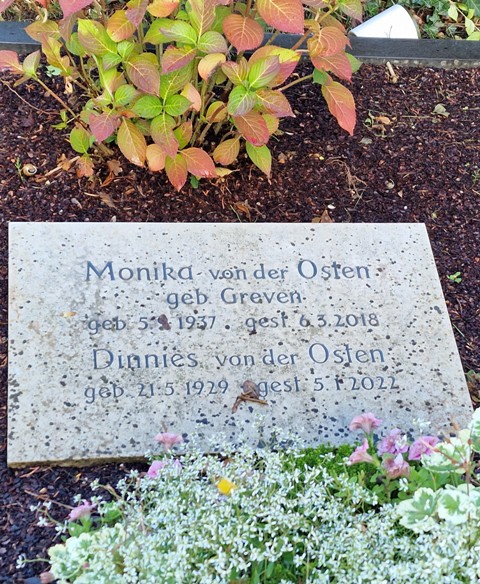 Monika von der Osten
geb. Greven
geb. 5. 1937 gest 6.3.2018
Dinnies von der Osten
geb. 21.5 1929 gest 5.1.2022